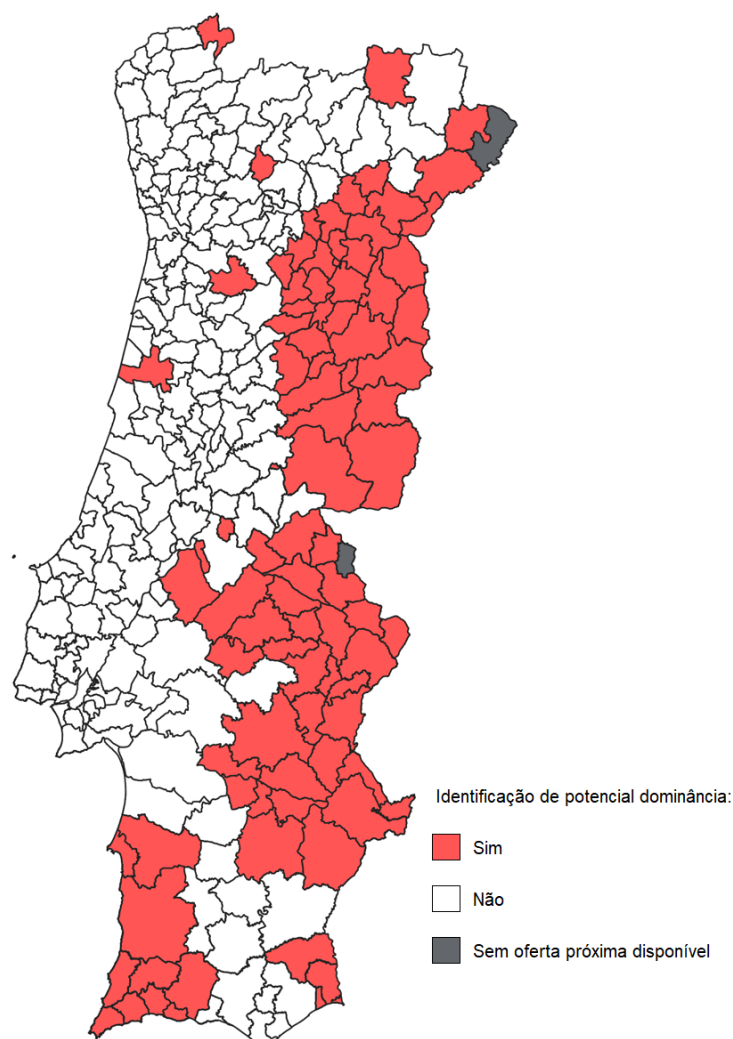 Identificação de potencial dominância:
Sim
Não
Sem oferta próxima disponível